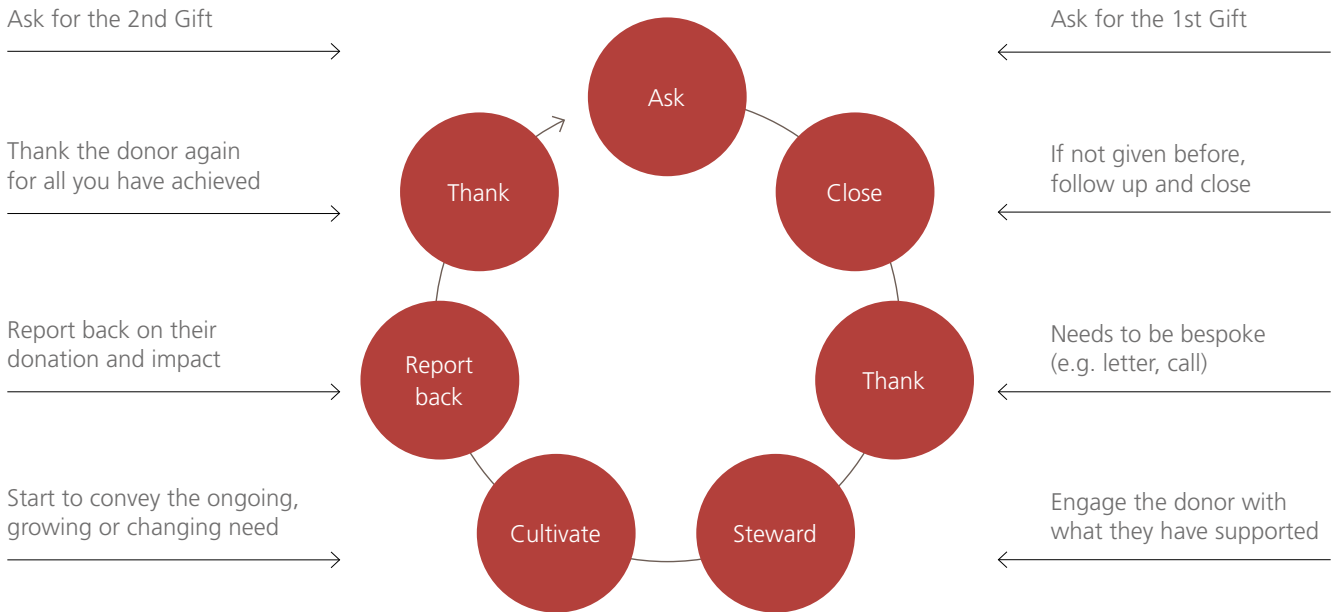 Ask for the 2nd Gift
Ask for the 1st Gift
Ask
Thank the donor again
for all you have achieved
Thank
Close
If not given before,
follow up and close
Report back on their
donation and impact
Report
back
Thank
Needs to be bespoke
(e.g. letter, call)
Start to convey the ongoing,
growing or changing need
Cultivate
Steward
Engage the donor with
what they have supported